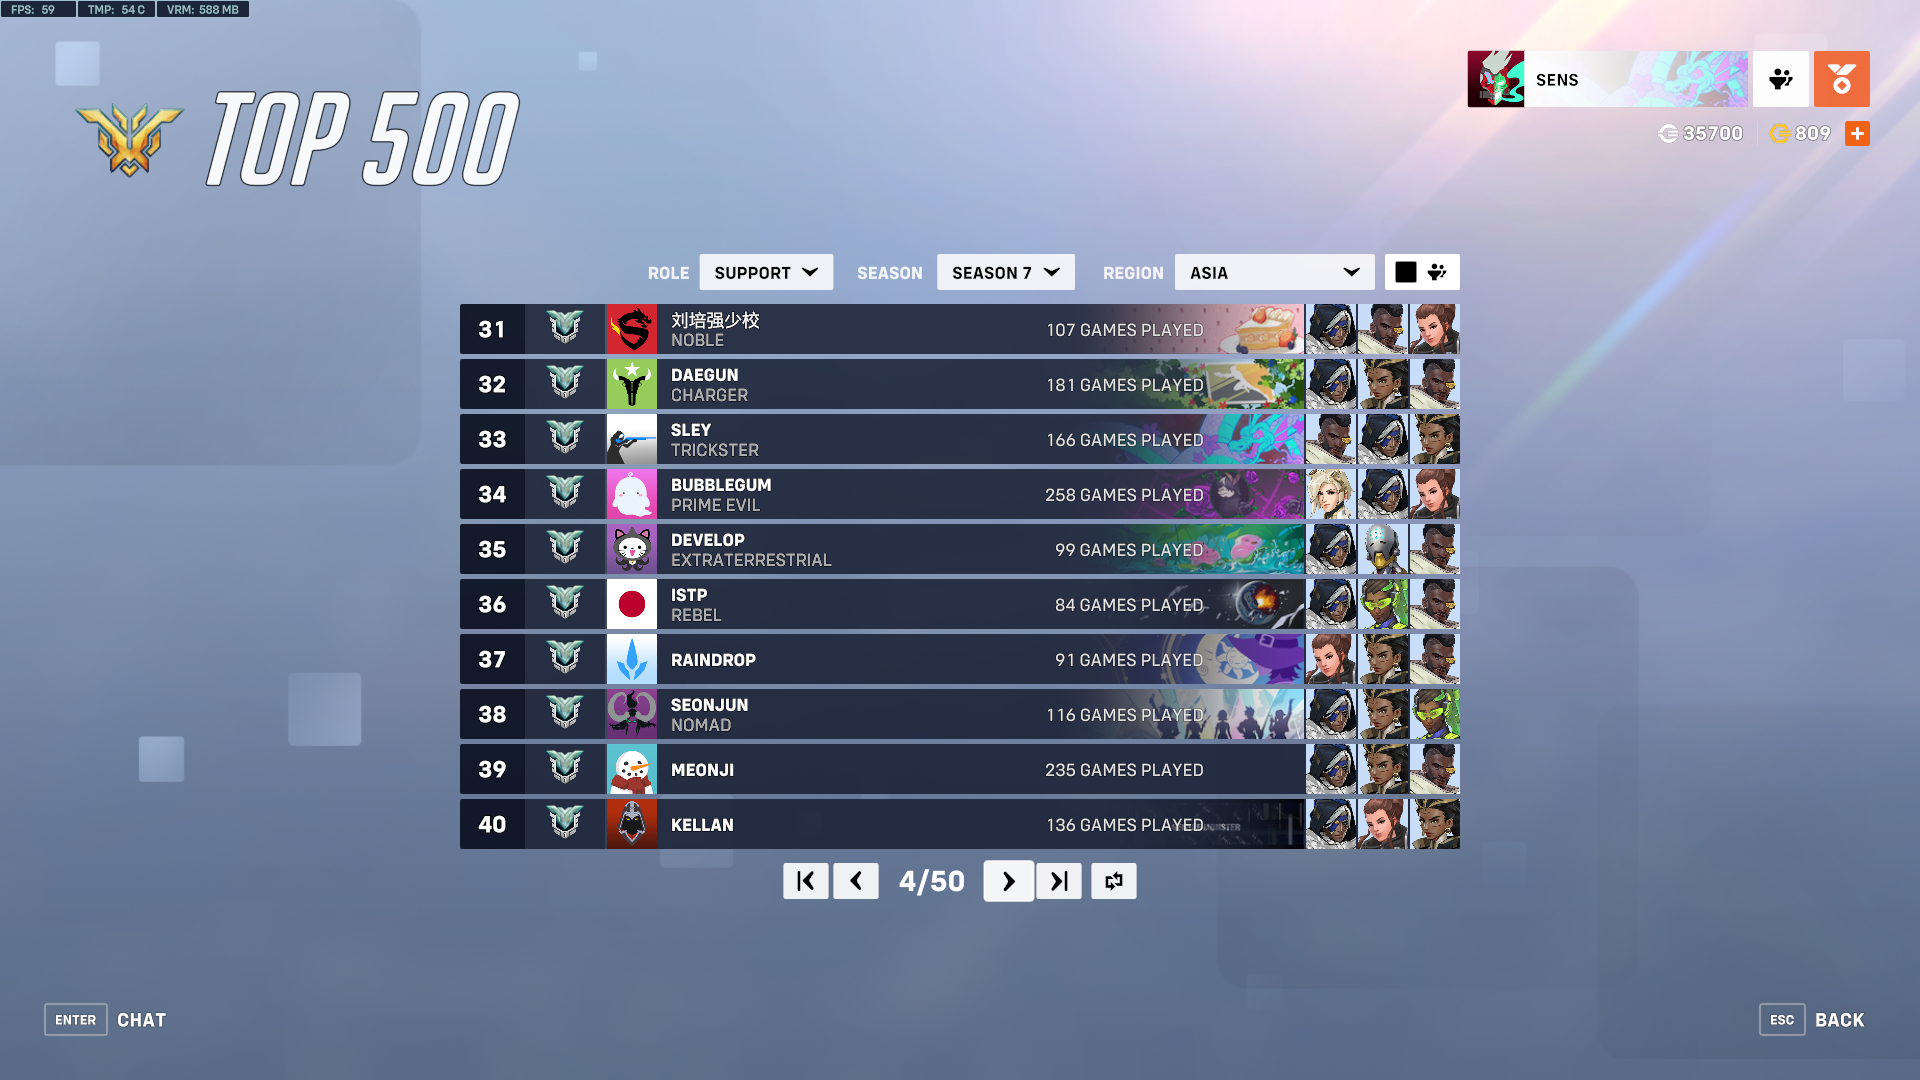 FPS: 59 TMP: 54 C VRM: 588 MB
TOP 500
SENS
35700 809
ROLE SUPPORT SEASON SEASON 7 REGION ASIA
31 刘培强少校 107 GAMES PLAYED
NOBLE
32 DAEGUN 181 GAMES PLAYED
CHARGER
33 SLEY 166 GAMES PLAYED
TRICKSTER
34 BUBBLEGUM 258 GAMES PLAYED
PRIME EVIL
35 DEVELOP 99 GAMES PLAYED
EXTRATERRESTRIAL
36 ISTP 84 GAMES PLAYED
REBEL
37 RAINDROP 91 GAMES PLAYED
38 SEONJUN 116 GAMES PLAYED
NOMAD
39 MEONJI 235 GAMES PLAYED
40 KELLAN 136 GAMES PLAYED
4/50
ENTER CHAT
ESC BACK